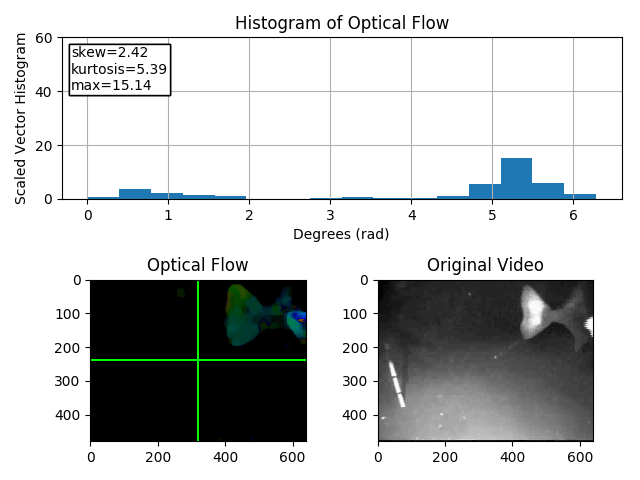 Histogram of Optical Flow
60
40
20
0
Scaled Vector Histogram
skew=2.42
kurtosis=5.39
max=15.14
0 1 2 3 4 5 6
Degrees (rad)
Optical Flow
0
100
200
300
400
0 200 400 600
Original Video
0
100
200
300
400
0 200 400 600